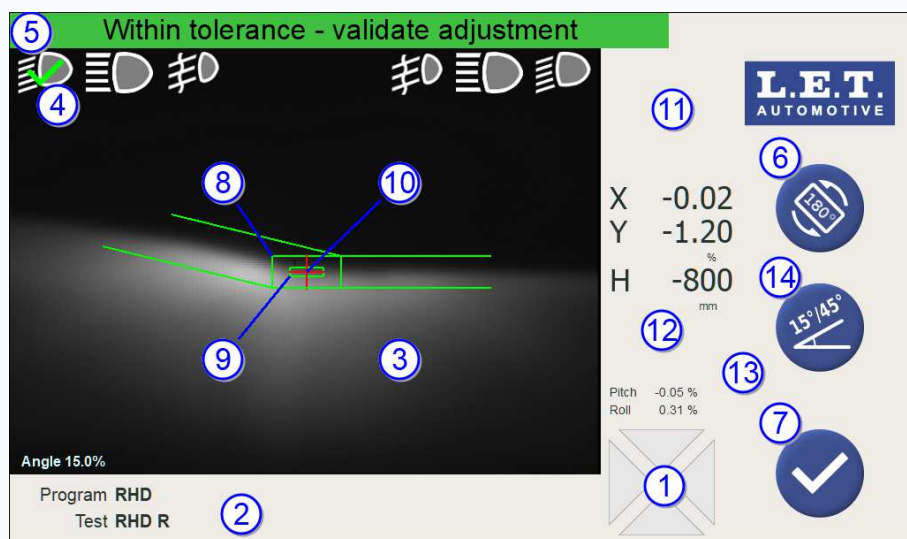 5
Within tolerance - validate adjustment
4
11
L.E.T.
AUTOMOTIVE
6
180°
8
10
X -0.02
Y -1.20
%
H -800
mm
14
15°/45°
9
3
12
13
Pitch -0.05 %
Roll 0.31 %
7
1
Angle 15.0%
Program RHD
Test RHD R
2